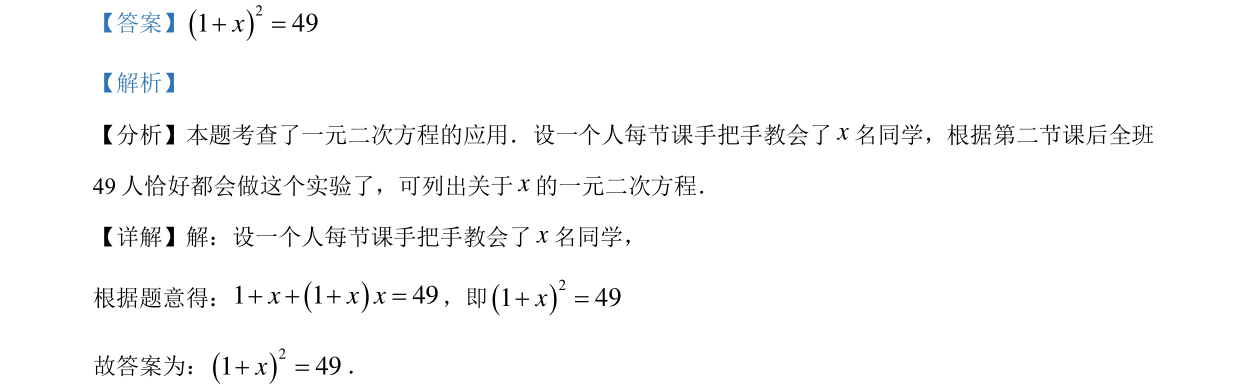 【答案】(1+x)²=49
【解析】
【分析】本题考查了一元二次方程的应用．设一个人每节课手把手教会了 x 名同学，根据第二节课后全班
49 人恰好都会做这个实验了，可列出关于 x 的一元二次方程．
【详解】解：设一个人每节课手把手教会了 x 名同学，
根据题意得：1+x+(1+x)x=49，即(1+x)²=49
故答案为：(1+x)²=49．